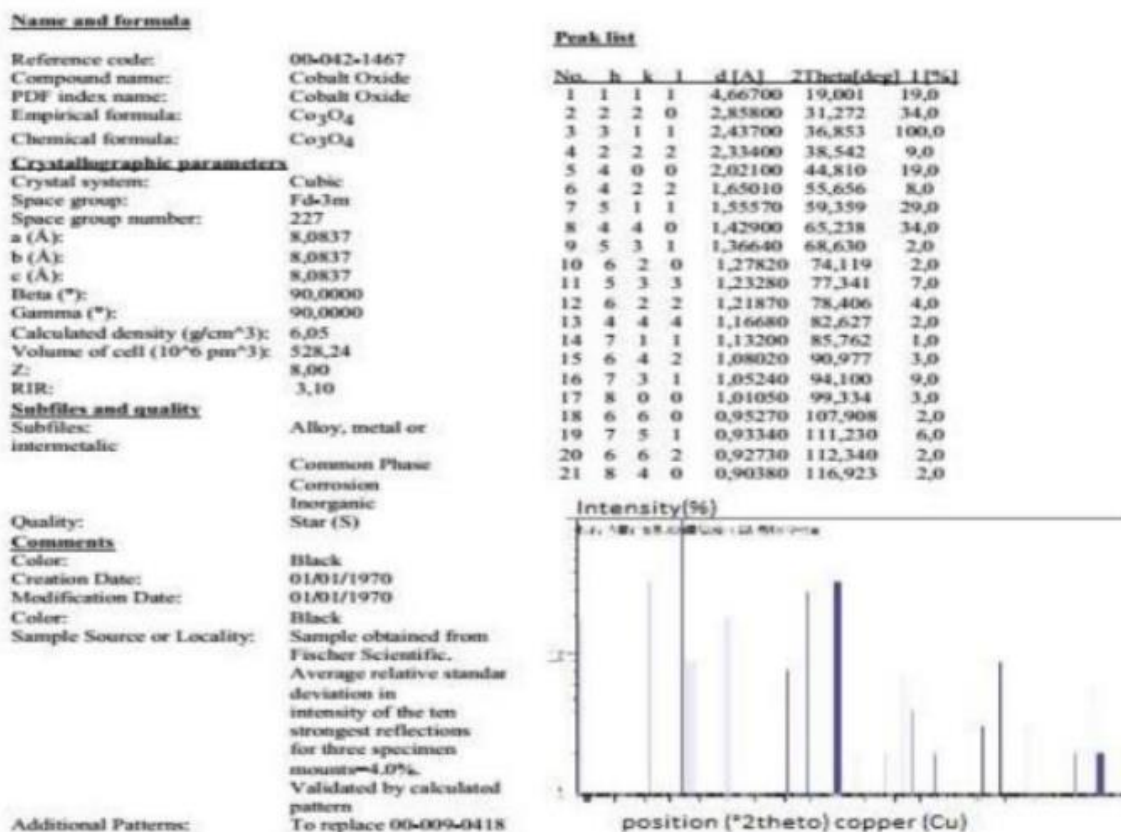 Name and formula
Reference code: 00-042-1467
Compound name: Cobalt Oxide
PDF index name: Cobalt Oxide
Empirical formula: Co3O4
Chemical formula: Co3O4
Crystallographic parameters
Crystal system: Cubic
Space group: Fd-3m
Space group number: 227
a (Å): 8,0837
b (Å): 8,0837
c (Å): 8,0837
Beta (°): 90,0000
Gamma (°): 90,0000
Calculated density (g/cm^3): 6,05
Volume of cell (10^6 pm^3): 528,24
Z: 8,00
RIR: 3,10
Subfiles and quality
Subfiles: Alloy, metal or
intermetalic
Common Phase
Corrosion
Inorganic
Quality: Star (S)
Comments
Color: Black
Creation Date: 01/01/1970
Modification Date: 01/01/1970
Color: Black
Sample Source or Locality: Sample obtained from
Fischer Scientific.
Average relative standar
deviation in
intensity of the ten
strongest reflections
for three specimen
mounts=4.0%.
Validated by calculated
pattern
Additional Patterns: To replace 00-009-0418
Peak list
No. h k l d [A] 2Theta[deg] I [%]
1 1 1 1 4,66700 19,001 19,0
2 2 2 0 2,85800 31,272 34,0
3 3 1 1 2,43700 36,853 100,0
4 2 2 2 2,33400 38,542 9,0
5 4 0 0 2,02100 44,810 19,0
6 4 2 2 1,65010 55,656 8,0
7 5 1 1 1,55570 59,359 29,0
8 4 4 0 1,42900 65,238 34,0
9 5 3 1 1,36640 68,630 2,0
10 6 2 0 1,27820 74,119 2,0
11 5 3 3 1,23280 77,341 7,0
12 6 2 2 1,21870 78,406 4,0
13 4 4 4 1,16680 82,627 2,0
14 7 1 1 1,13200 85,762 1,0
15 6 4 2 1,08020 90,977 3,0
16 7 3 1 1,05240 94,100 9,0
17 8 0 0 1,01050 99,334 3,0
18 6 6 0 0,95270 107,908 2,0
19 7 5 1 0,93340 111,230 6,0
20 6 6 2 0,92730 112,340 2,0
21 8 4 0 0,90380 116,923 2,0
Intensity(%)
position (°2theto) copper (Cu)